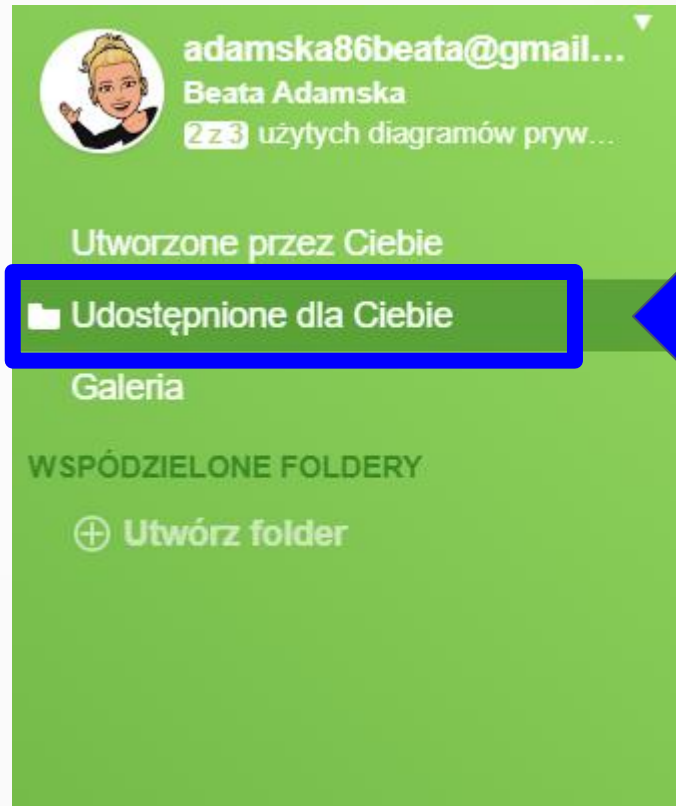 adamska86beata@gmail...
Beata Adamska
2 z 3 użytych diagramów pryw...
Utworzone przez Ciebie
Udostępnione dla Ciebie
Galeria
WSPÓDZIELONE FOLDERY
Utwórz folder